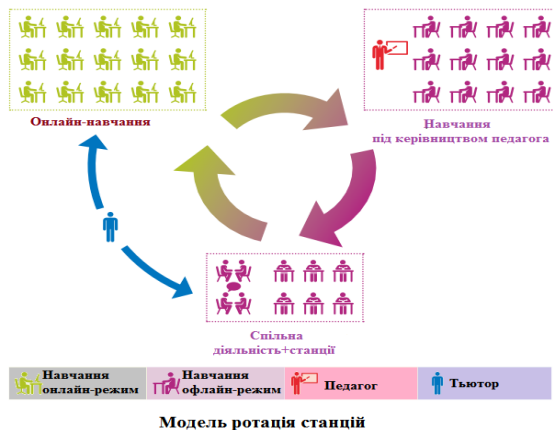 Онлайн-навчання
Навчання
під керівництвом педагога
Спільна
діяльність+станції
Навчання
онлайн-режим
Навчання
офлайн-режим
Педагог
Тьютор
Модель ротація станцій